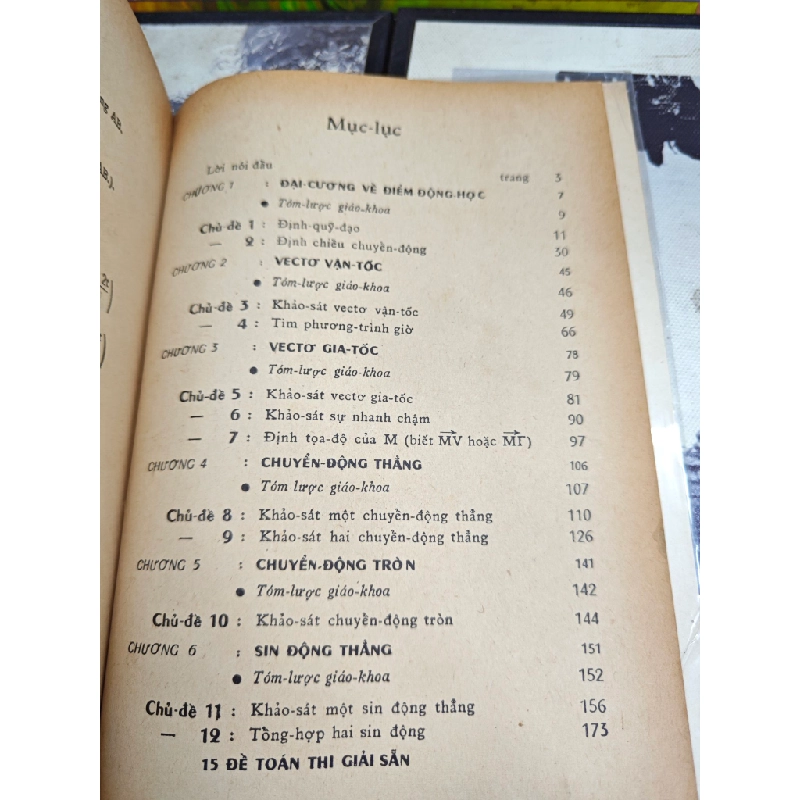 Mục-lục
Lời nói đầu trang 3
CHƯƠNG 1 : ĐẠI-CƯƠNG VỀ ĐIỂM ĐỘNG-HỌC 7
• Tóm-lược giáo-khoa 9
Chủ-đề 1 : Định-quỹ-đạo 11
— 2 : Định chiều chuyển-động 30
CHƯƠNG 2 : VECTƠ VẬN-TỐC 45
• Tóm-lược giáo-khoa 46
Chủ-đề 3 : Khảo-sát vectơ vận-tốc 49
— 4 : Tìm phương-trình giờ 66
CHƯƠNG 3 : VECTƠ GIA-TỐC 78
• Tóm-lược giáo-khoa 79
Chủ-đề 5 : Khảo-sát vectơ gia-tốc 81
— 6 : Khảo-sát sự nhanh chậm 90
— 7 : Định tọa-độ của M (biết MV hoặc MΓ) 97
CHƯƠNG 4 : CHUYỂN-ĐỘNG THẲNG 106
• Tóm lược giáo-khoa 107
Chủ-đề 8 : Khảo-sát một chuyển-động thẳng 110
— 9 : Khảo-sát hai chuyển-động thẳng 126
CHƯƠNG 5 : CHUYỂN-ĐỘNG TRÒN 141
• Tóm-lược giáo-khoa 142
Chủ-đề 10 : Khảo-sát chuyển-động tròn 144
CHƯƠNG 6 : SIN ĐỘNG THẲNG 151
• Tóm-lược giáo-khoa 152
Chủ-đề 11 : Khảo-sát một sin động thẳng 156
— 12 : Tổng-hợp hai sin động 173
15 ĐỀ TOÁN THI GIẢI SẴN